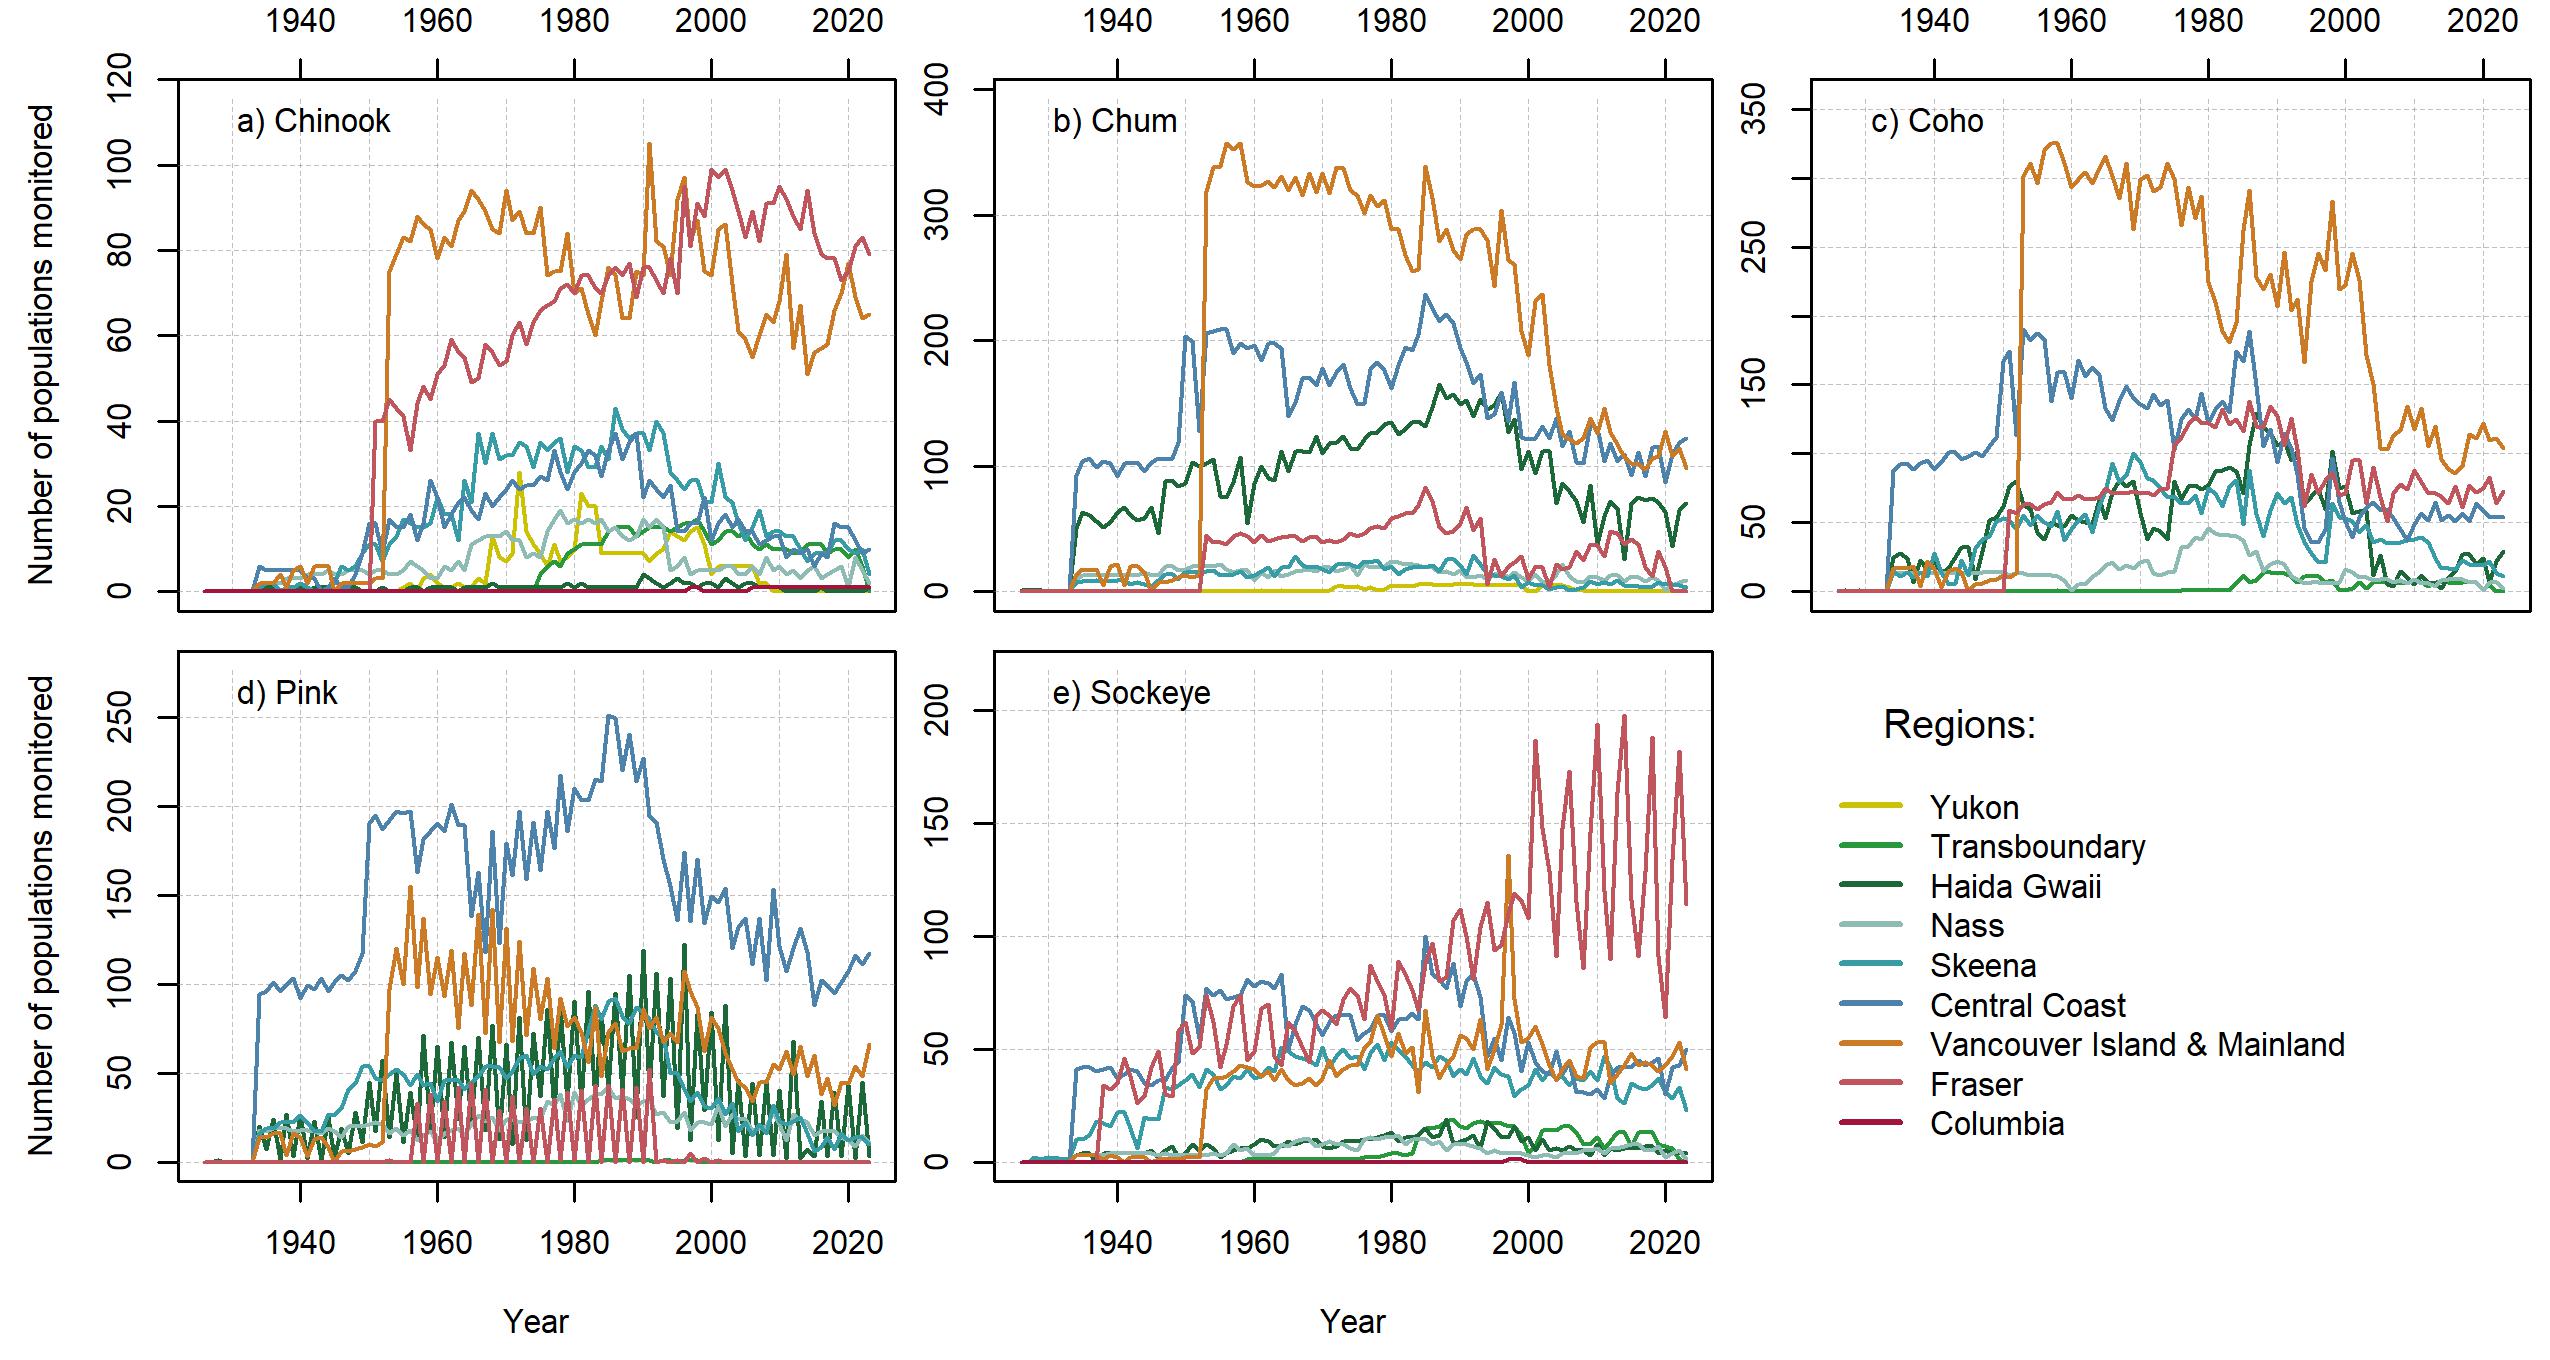 1940 1960 1980 2000 2020
1940 1960 1980 2000 2020
1940 1960 1980 2000 2020
Number of populations monitored
120
100
80
60
40
20
0
a) Chinook
400
300
200
100
0
b) Chum
350
250
150
50
0
c) Coho
Number of populations monitored
250
200
150
100
50
0
d) Pink
200
150
100
50
0
e) Sockeye
Regions:
Yukon
Transboundary
Haida Gwaii
Nass
Skeena
Central Coast
Vancouver Island & Mainland
Fraser
Columbia
1940 1960 1980 2000 2020
1940 1960 1980 2000 2020
Year
Year